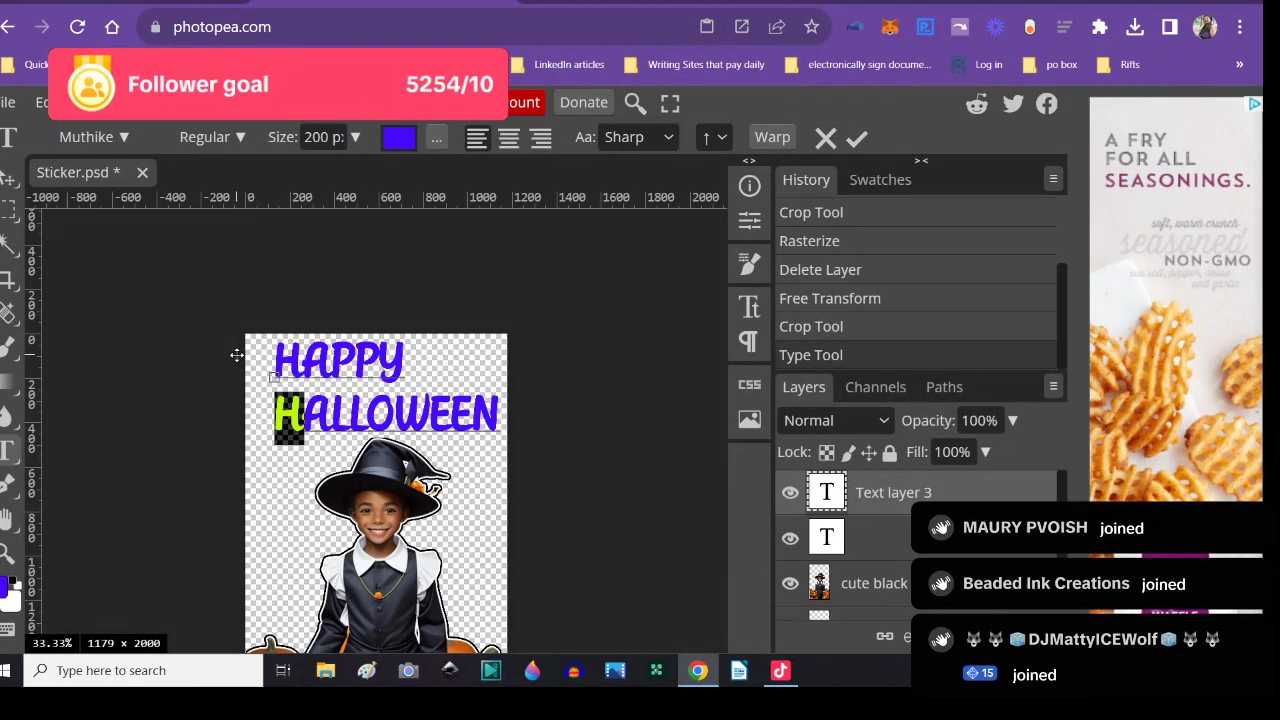 photopea.com
Quick
LinkedIn articles
Writing Sites that pay daily
electronically sign docume...
Log in
po box
Rifts
»
Follower goal 5254/10
File
Donate
Muthike ▼ Regular ▼ Size: 200 p: ▼ ... Aa: Sharp Warp
Sticker.psd *
-1000 -800 -600 -400 -200 0 200 400 600 800 1000 1200 1400 1600 1800 2000
< > > <
History Swatches
Crop Tool
Rasterize
Delete Layer
Free Transform
Crop Tool
Type Tool
CSS
Layers Channels Paths
Normal Opacity: 100% ▼
Lock: Fill: 100% ▼
T Text layer 3
T
cute black
HAPPY
HALLOWEEN
33.33% 1179 x 2000
Type here to search
A FRY
FOR ALL
SEASONINGS.
soft, warm crunch
seasoned
NON-GMO
MAURY PVOISH joined
Beaded Ink Creations joined
DJMattyICEWolf
15 joined